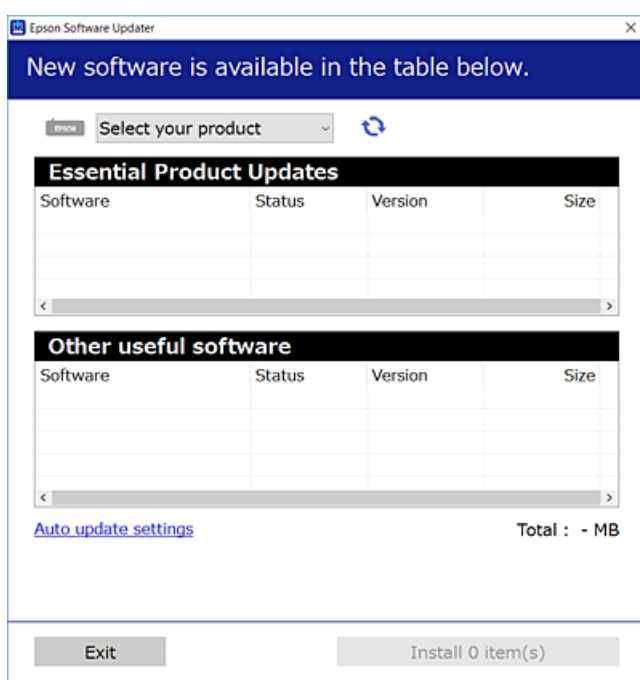 Epson Software Updater
New software is available in the table below.
EPSON Select your product
Essential Product Updates
Software Status Version Size
Other useful software
Software Status Version Size
Auto update settings Total : - MB
Exit Install 0 item(s)